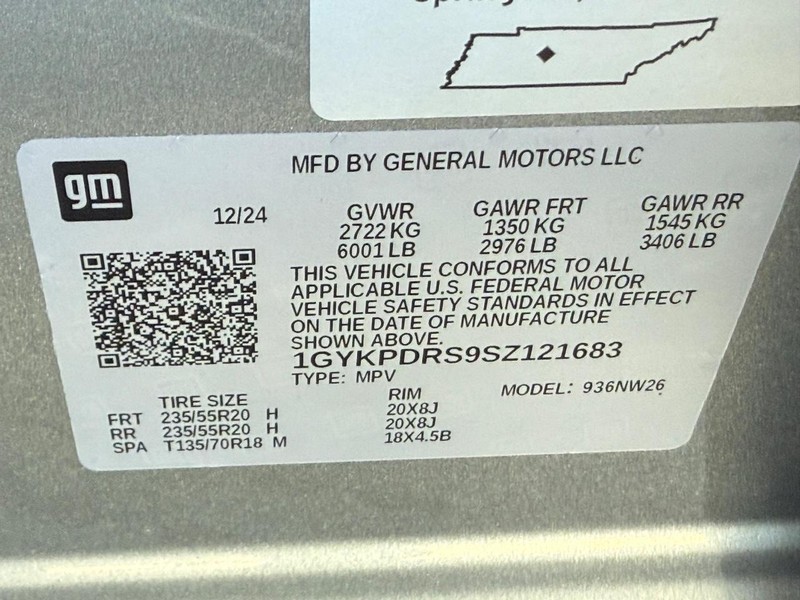 gm
MFD BY GENERAL MOTORS LLC
12/24 GVWR GAWR FRT GAWR RR
2722 KG 1350 KG 1545 KG
6001 LB 2976 LB 3406 LB
THIS VEHICLE CONFORMS TO ALL
APPLICABLE U.S. FEDERAL MOTOR
VEHICLE SAFETY STANDARDS IN EFFECT
ON THE DATE OF MANUFACTURE
SHOWN ABOVE.
1GYKPDRS9SZ121683
TYPE: MPV MODEL: 936NW26
TIRE SIZE RIM
FRT 235/55R20 H 20X8J
RR 235/55R20 H 20X8J
SPA T135/70R18 M 18X4.5B